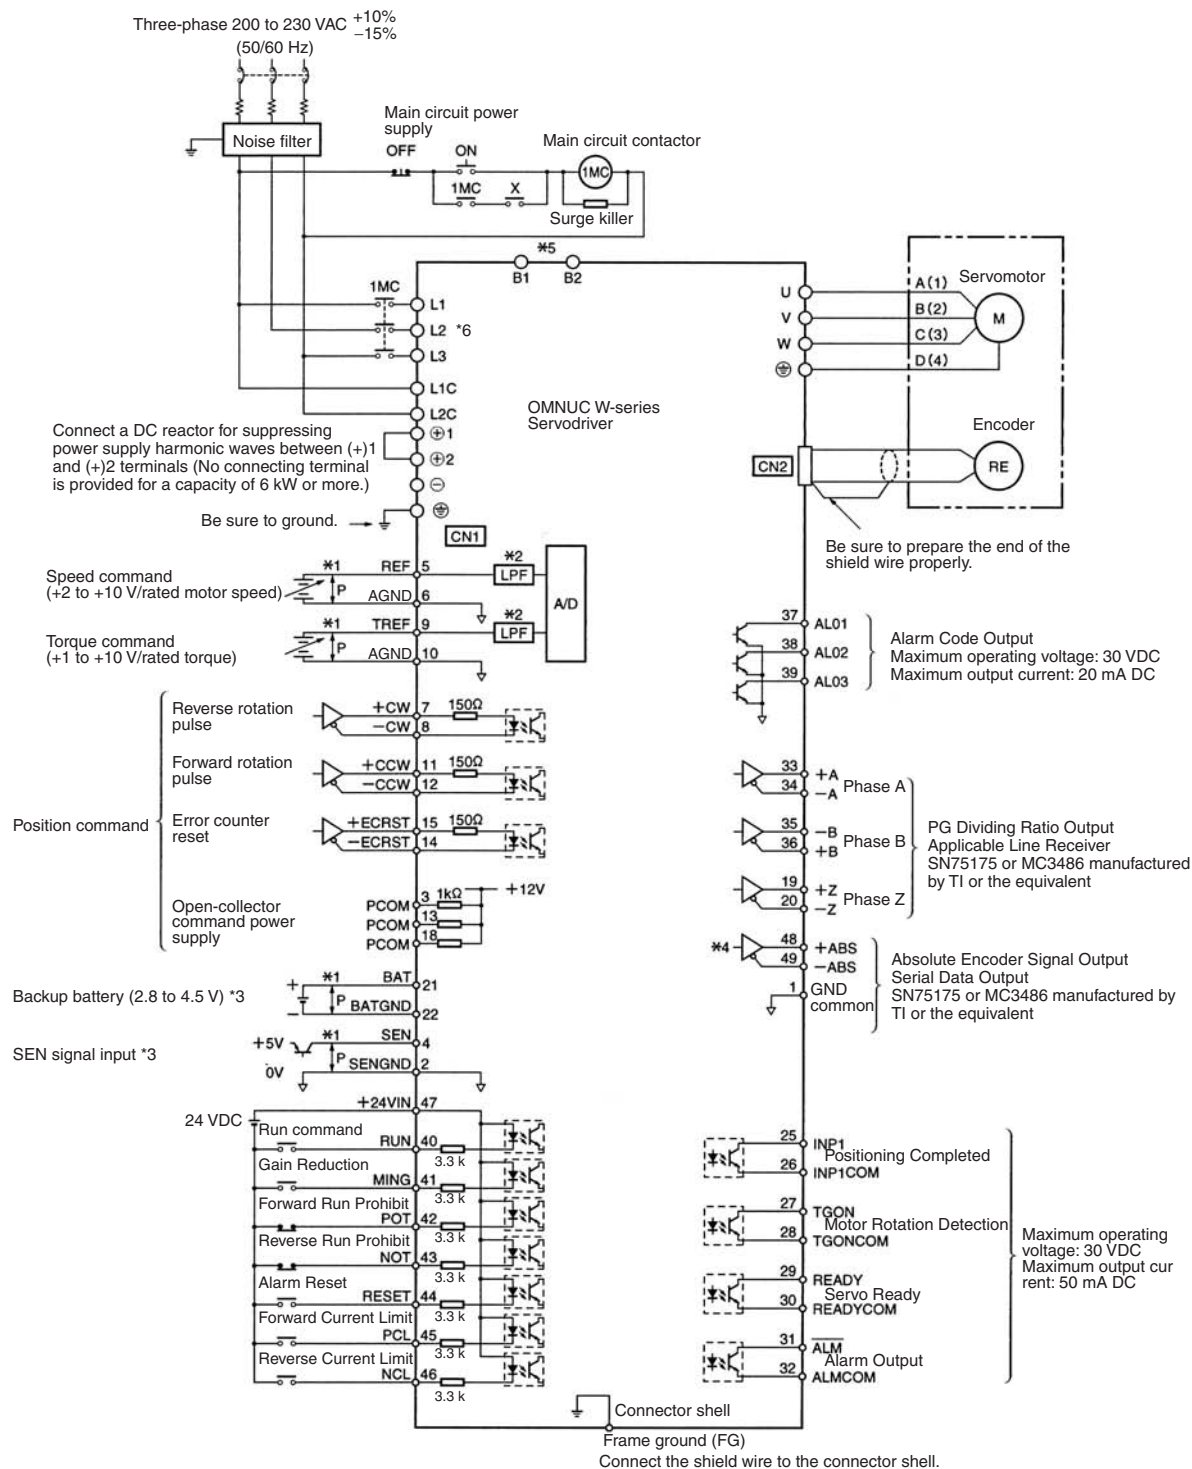 Three-phase 200 to 230 VAC +10%
−15%
(50/60 Hz)
Noise filter
Main circuit power
supply
OFF
ON
Main circuit contactor
1MC
1MC
X
Surge killer
*5
B1
B2
1MC
L1
L2 *6
L3
L1C
L2C
⊕1
⊕2
⊖
Connect a DC reactor for suppressing
power supply harmonic waves between (+)1
and (+)2 terminals (No connecting terminal
is provided for a capacity of 6 kW or more.)
Be sure to ground.
OMNUC W-series
Servodriver
U
V
W
A(1)
B(2)
C(3)
D(4)
Servomotor
M
Encoder
CN2
RE
Be sure to prepare the end of the
shield wire properly.
CN1
Speed command
(+2 to +10 V/rated motor speed)
*1
P
REF 5
AGND 6
*2
LPF
A/D
Torque command
(+1 to +10 V/rated torque)
*1
P
TREF 9
AGND 10
*2
LPF
Position command
Reverse rotation
pulse
+CW 7 150Ω
−CW 8
Forward rotation
pulse
+CCW 11 150Ω
−CCW 12
Error counter
reset
+ECRST 15 150Ω
−ECRST 14
Open-collector
command power
supply
+12V
PCOM 3 1kΩ
PCOM 13
PCOM 18
Backup battery (2.8 to 4.5 V) *3
+
−
*1
P
BAT 21
BATGND 22
SEN signal input *3
+5V
0V
*1
P
SEN 4
SENGND 2
24 VDC
+24VIN 47
Run command
RUN 40
3.3 k
Gain Reduction
MING 41
3.3 k
Forward Run Prohibit
POT 42
3.3 k
Reverse Run Prohibit
NOT 43
3.3 k
Alarm Reset
RESET 44
3.3 k
Forward Current Limit
PCL 45
3.3 k
Reverse Current Limit
NCL 46
3.3 k
37 AL01
38 AL02
39 AL03
Alarm Code Output
Maximum operating voltage: 30 VDC
Maximum output current: 20 mA DC
33 +A
34 −A
Phase A
35 −B
36 +B
Phase B
19 +Z
20 −Z
Phase Z
PG Dividing Ratio Output
Applicable Line Receiver
SN75175 or MC3486 manufactured
by TI or the equivalent
*4
48 +ABS
49 −ABS
1 GND
common
Absolute Encoder Signal Output
Serial Data Output
SN75175 or MC3486 manufactured by
TI or the equivalent
25 INP1
Positioning Completed
26 INP1COM
27 TGON
Motor Rotation Detection
28 TGONCOM
29 READY
Servo Ready
30 READYCOM
31 ALM
Alarm Output
32 ALMCOM
Maximum operating
voltage: 30 VDC
Maximum output cur
rent: 50 mA DC
Connector shell
Frame ground (FG)
Connect the shield wire to the connector shell.